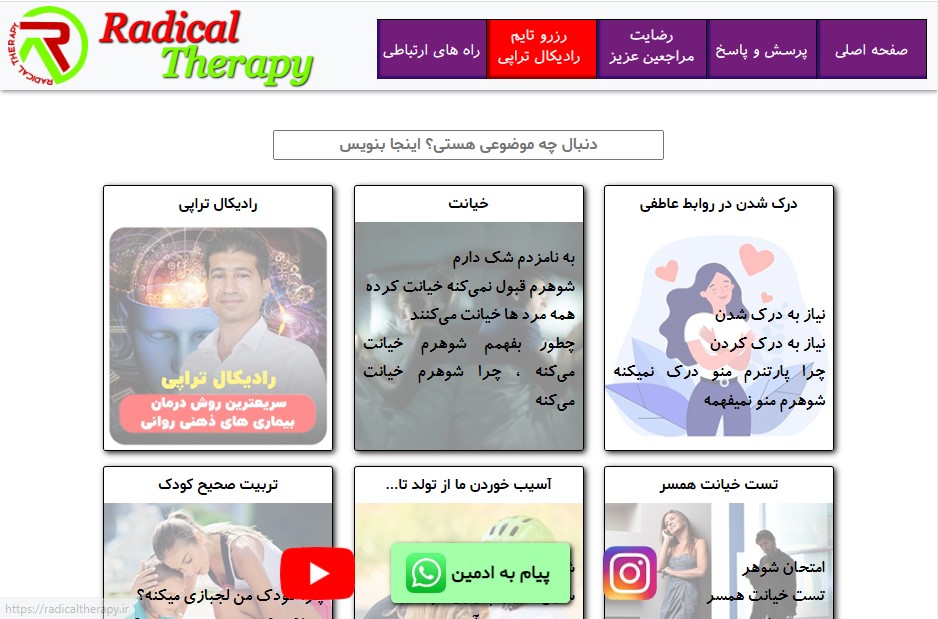 RADICAL THERAPY
Radical
Therapy
صفحه اصلی
پرسش و پاسخ
رضایت
مراجعین عزیز
رزرو تایم
رادیکال تراپی
راه های ارتباطی
دنبال چه موضوعی هستی؟ اینجا بنویس
درک شدن در روابط عاطفی
نیاز به درک شدن
نیاز به درک کردن
چرا پارتنرم منو درک نمیکنه
شوهرم منو نمیفهمه
خیانت
به نامزدم شک دارم
شوهرم قبول نمی‌کنه خیانت کرده
همه مرد ها خیانت می‌کنند
چطور بفهمم شوهرم خیانت
می‌کنه ، چرا شوهرم خیانت
می‌کنه
رادیکال تراپی
رادیکال تراپی
سریعترین روش درمان
بیماری های ذهنی روانی
تست خیانت همسر
امتحان شوهر
تست خیانت همسر
آسیب خوردن ما از تولد تا...
پیام به ادمین
تربیت صحیح کودک
کودک من لجبازی میکنه؟
https://radicaltherapy.ir